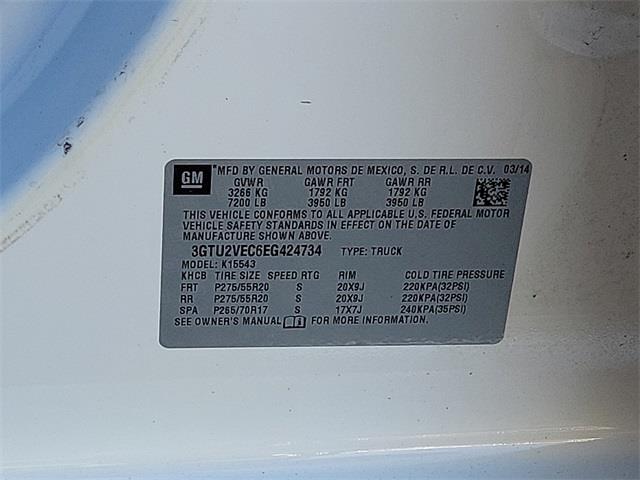 GM ® MFD BY GENERAL MOTORS DE MEXICO, S. DE R.L. DE C.V. 03/14
GVWR GAWR FRT GAWR RR
3266 KG 1792 KG 1792 KG
7200 LB 3950 LB 3950 LB
THIS VEHICLE CONFORMS TO ALL APPLICABLE U.S. FEDERAL MOTOR
VEHICLE SAFETY STANDARDS IN EFFECT ON THE DATE OF
MANUFACTURE SHOWN ABOVE.
3GTU2VEC6EG424734 TYPE: TRUCK
MODEL: K15543
KHCB TIRE SIZE SPEED RTG RIM COLD TIRE PRESSURE
FRT P275/55R20 S 20X9J 220KPA(32PSI)
RR P275/55R20 S 20X9J 220KPA(32PSI)
SPA P265/70R17 S 17X7J 240KPA(35PSI)
SEE OWNER'S MANUAL FOR MORE INFORMATION.